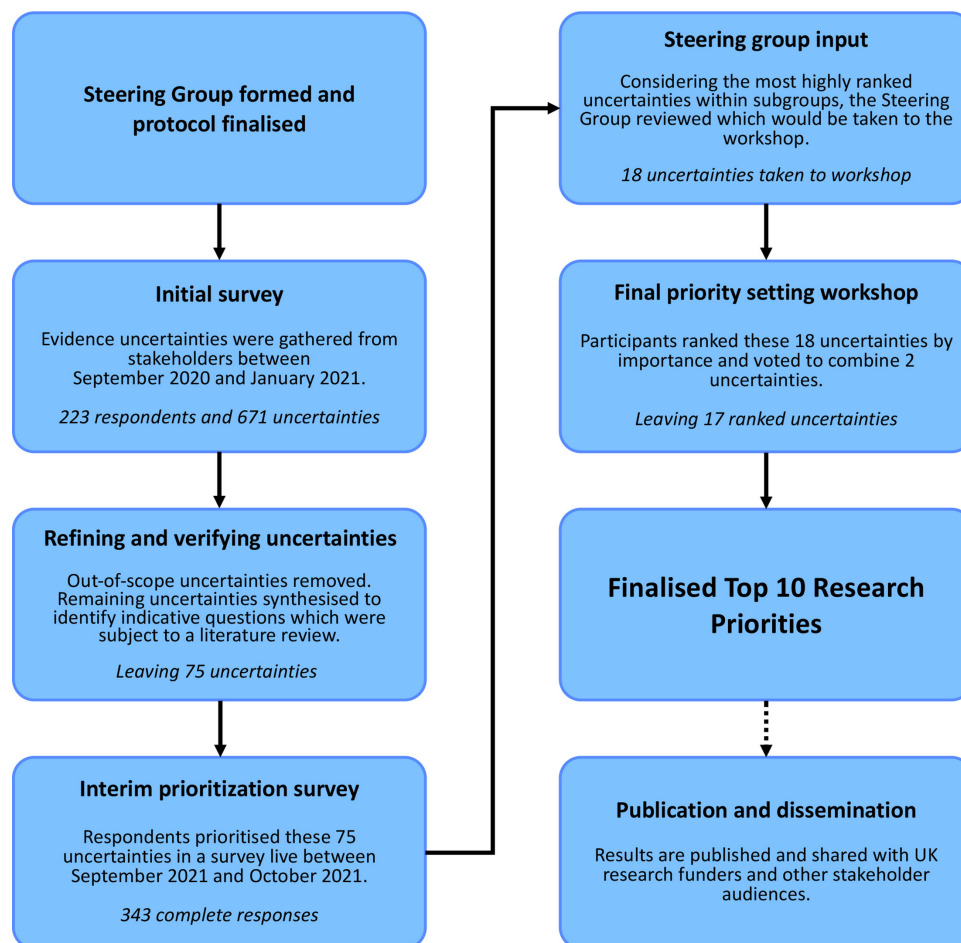 Steering Group formed and
protocol finalised
Initial survey
Evidence uncertainties were gathered from
stakeholders between
September 2020 and January 2021.
223 respondents and 671 uncertainties
Refining and verifying uncertainties
Out-of-scope uncertainties removed.
Remaining uncertainties synthesised to
identify indicative questions which were
subject to a literature review.
Leaving 75 uncertainties
Interim prioritization survey
Respondents prioritised these 75
uncertainties in a survey live between
September 2021 and October 2021.
343 complete responses
Steering group input
Considering the most highly ranked
uncertainties within subgroups, the Steering
Group reviewed which would be taken to the
workshop.
18 uncertainties taken to workshop
Final priority setting workshop
Participants ranked these 18 uncertainties by
importance and voted to combine 2
uncertainties.
Leaving 17 ranked uncertainties
Finalised Top 10 Research
Priorities
Publication and dissemination
Results are published and shared with UK
research funders and other stakeholder
audiences.